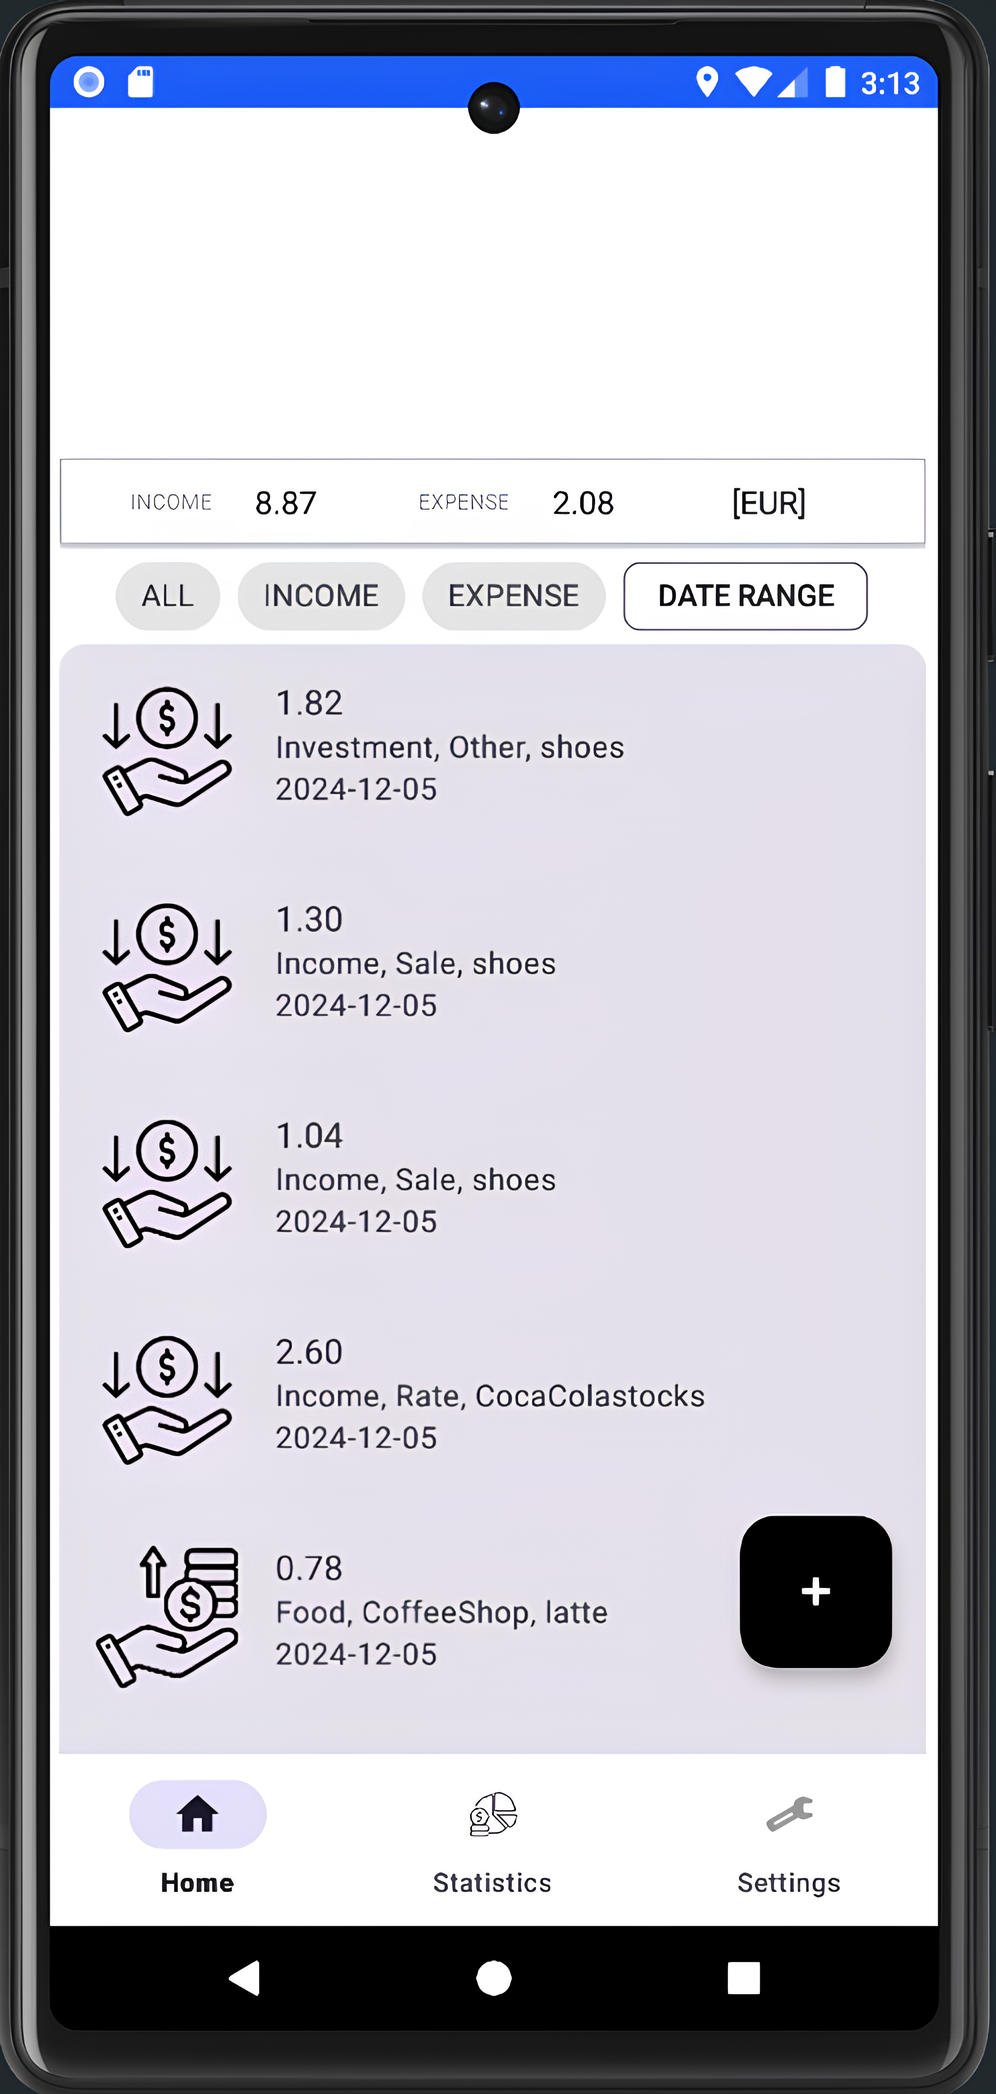 3:13
INCOME 8.87 EXPENSE 2.08 [EUR]
ALL INCOME EXPENSE DATE RANGE
1.82
Investment, Other, shoes
2024-12-05
1.30
Income, Sale, shoes
2024-12-05
1.04
Income, Sale, shoes
2024-12-05
2.60
Income, Rate, CocaColastocks
2024-12-05
0.78
Food, CoffeeShop, latte
2024-12-05
+
Home Statistics Settings